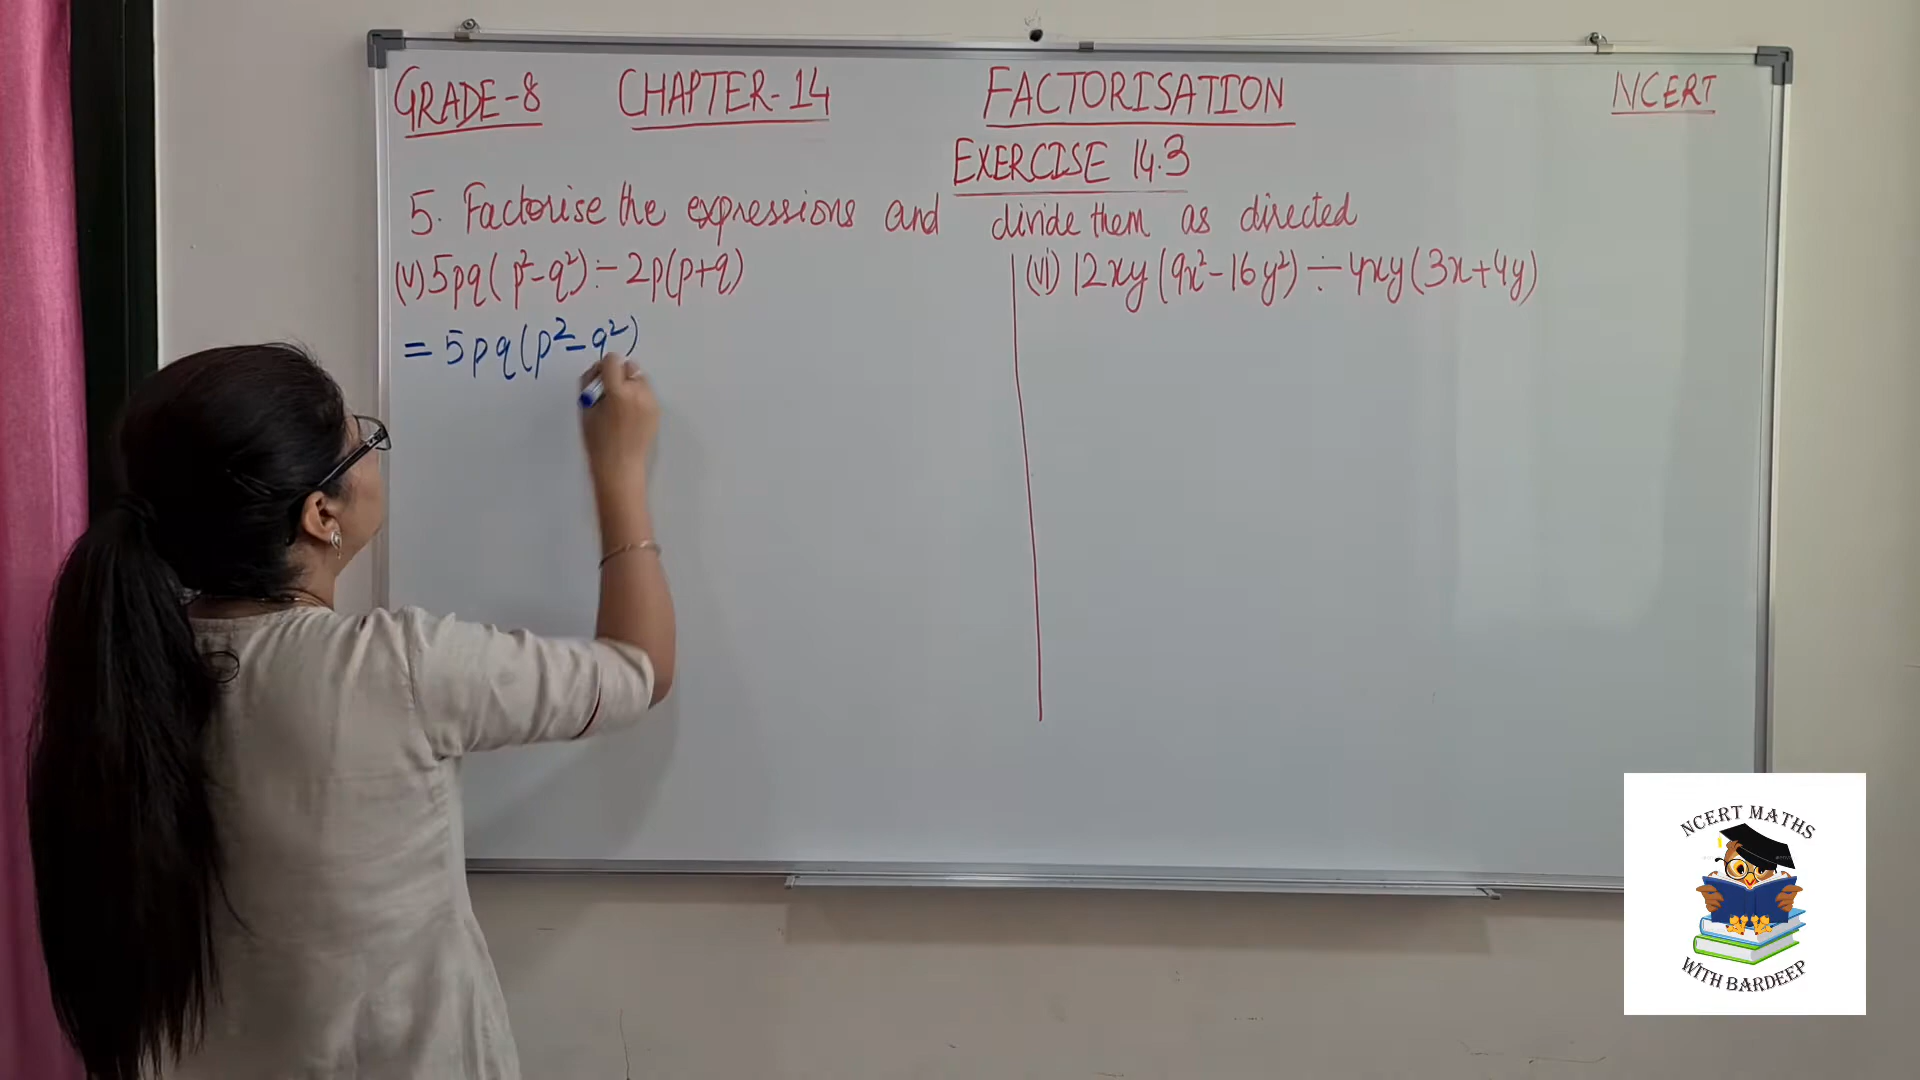 GRADE-8 CHAPTER-14 FACTORISATION NCERT
EXERCISE 14.3
5. Factorise the expressions and divide them as directed
(v) 5pq(p²-q²) ÷ 2p(p+q)
= 5pq(p²-q²)
(vi) 12xy(9x²-16y²) ÷ 4xy(3x+4y)
NCERT MATHS
WITH BARDEEP